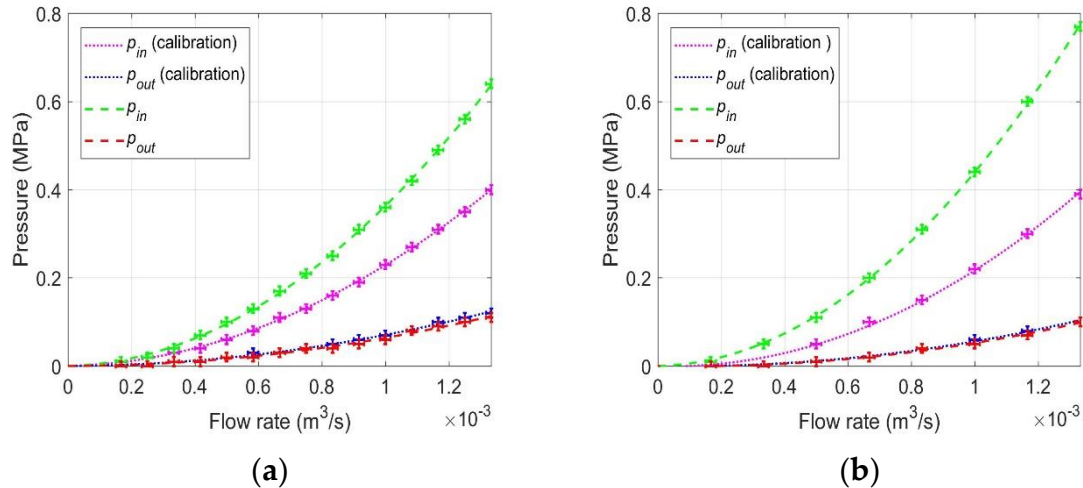 0.8
0.6
0.4
0.2
0
Pressure (MPa)
p_in (calibration)
p_out (calibration)
p_in
p_out
0 0.2 0.4 0.6 0.8 1 1.2
×10⁻³
Flow rate (m³/s)
(a)
0.8
0.6
0.4
0.2
0
Pressure (MPa)
p_in (calibration )
p_out (calibration)
p_in
p_out
0 0.2 0.4 0.6 0.8 1 1.2
×10⁻³
Flow rate (m³/s)
(b)